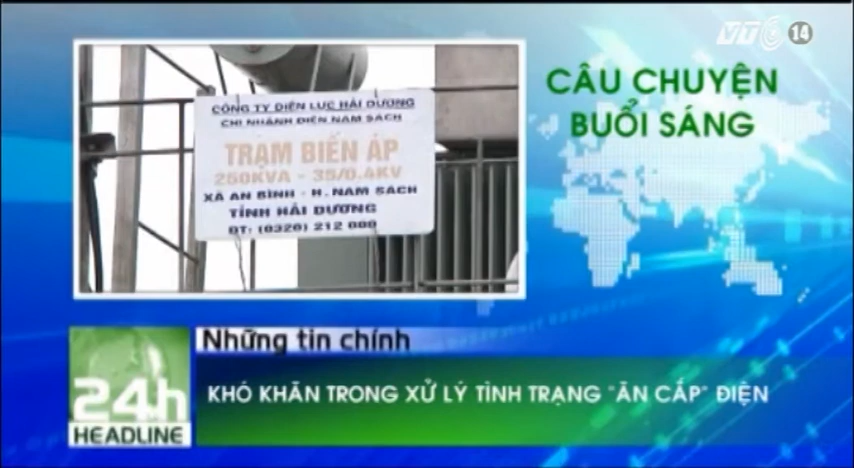 VTC 14
CÂU CHUYỆN
BUỔI SÁNG
CÔNG TY ĐIỆN LỰC HẢI DƯƠNG
CHI NHÁNH ĐIỆN NAM SÁCH
TRẠM BIẾN ÁP
250KVA - 35/0.4KV
XÃ AN BÌNH - H. NAM SÁCH
TỈNH HẢI DƯƠNG
ĐT: (0320) 212 000
Những tin chính
24h
HEADLINE
KHÓ KHĂN TRONG XỬ LÝ TÌNH TRẠNG "ĂN CẮP" ĐIỆN